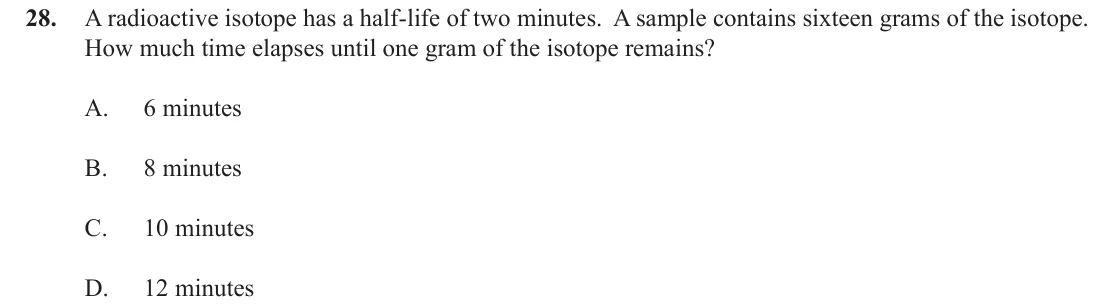 28. A radioactive isotope has a half-life of two minutes. A sample contains sixteen grams of the isotope.
How much time elapses until one gram of the isotope remains?
A. 6 minutes
B. 8 minutes
C. 10 minutes
D. 12 minutes